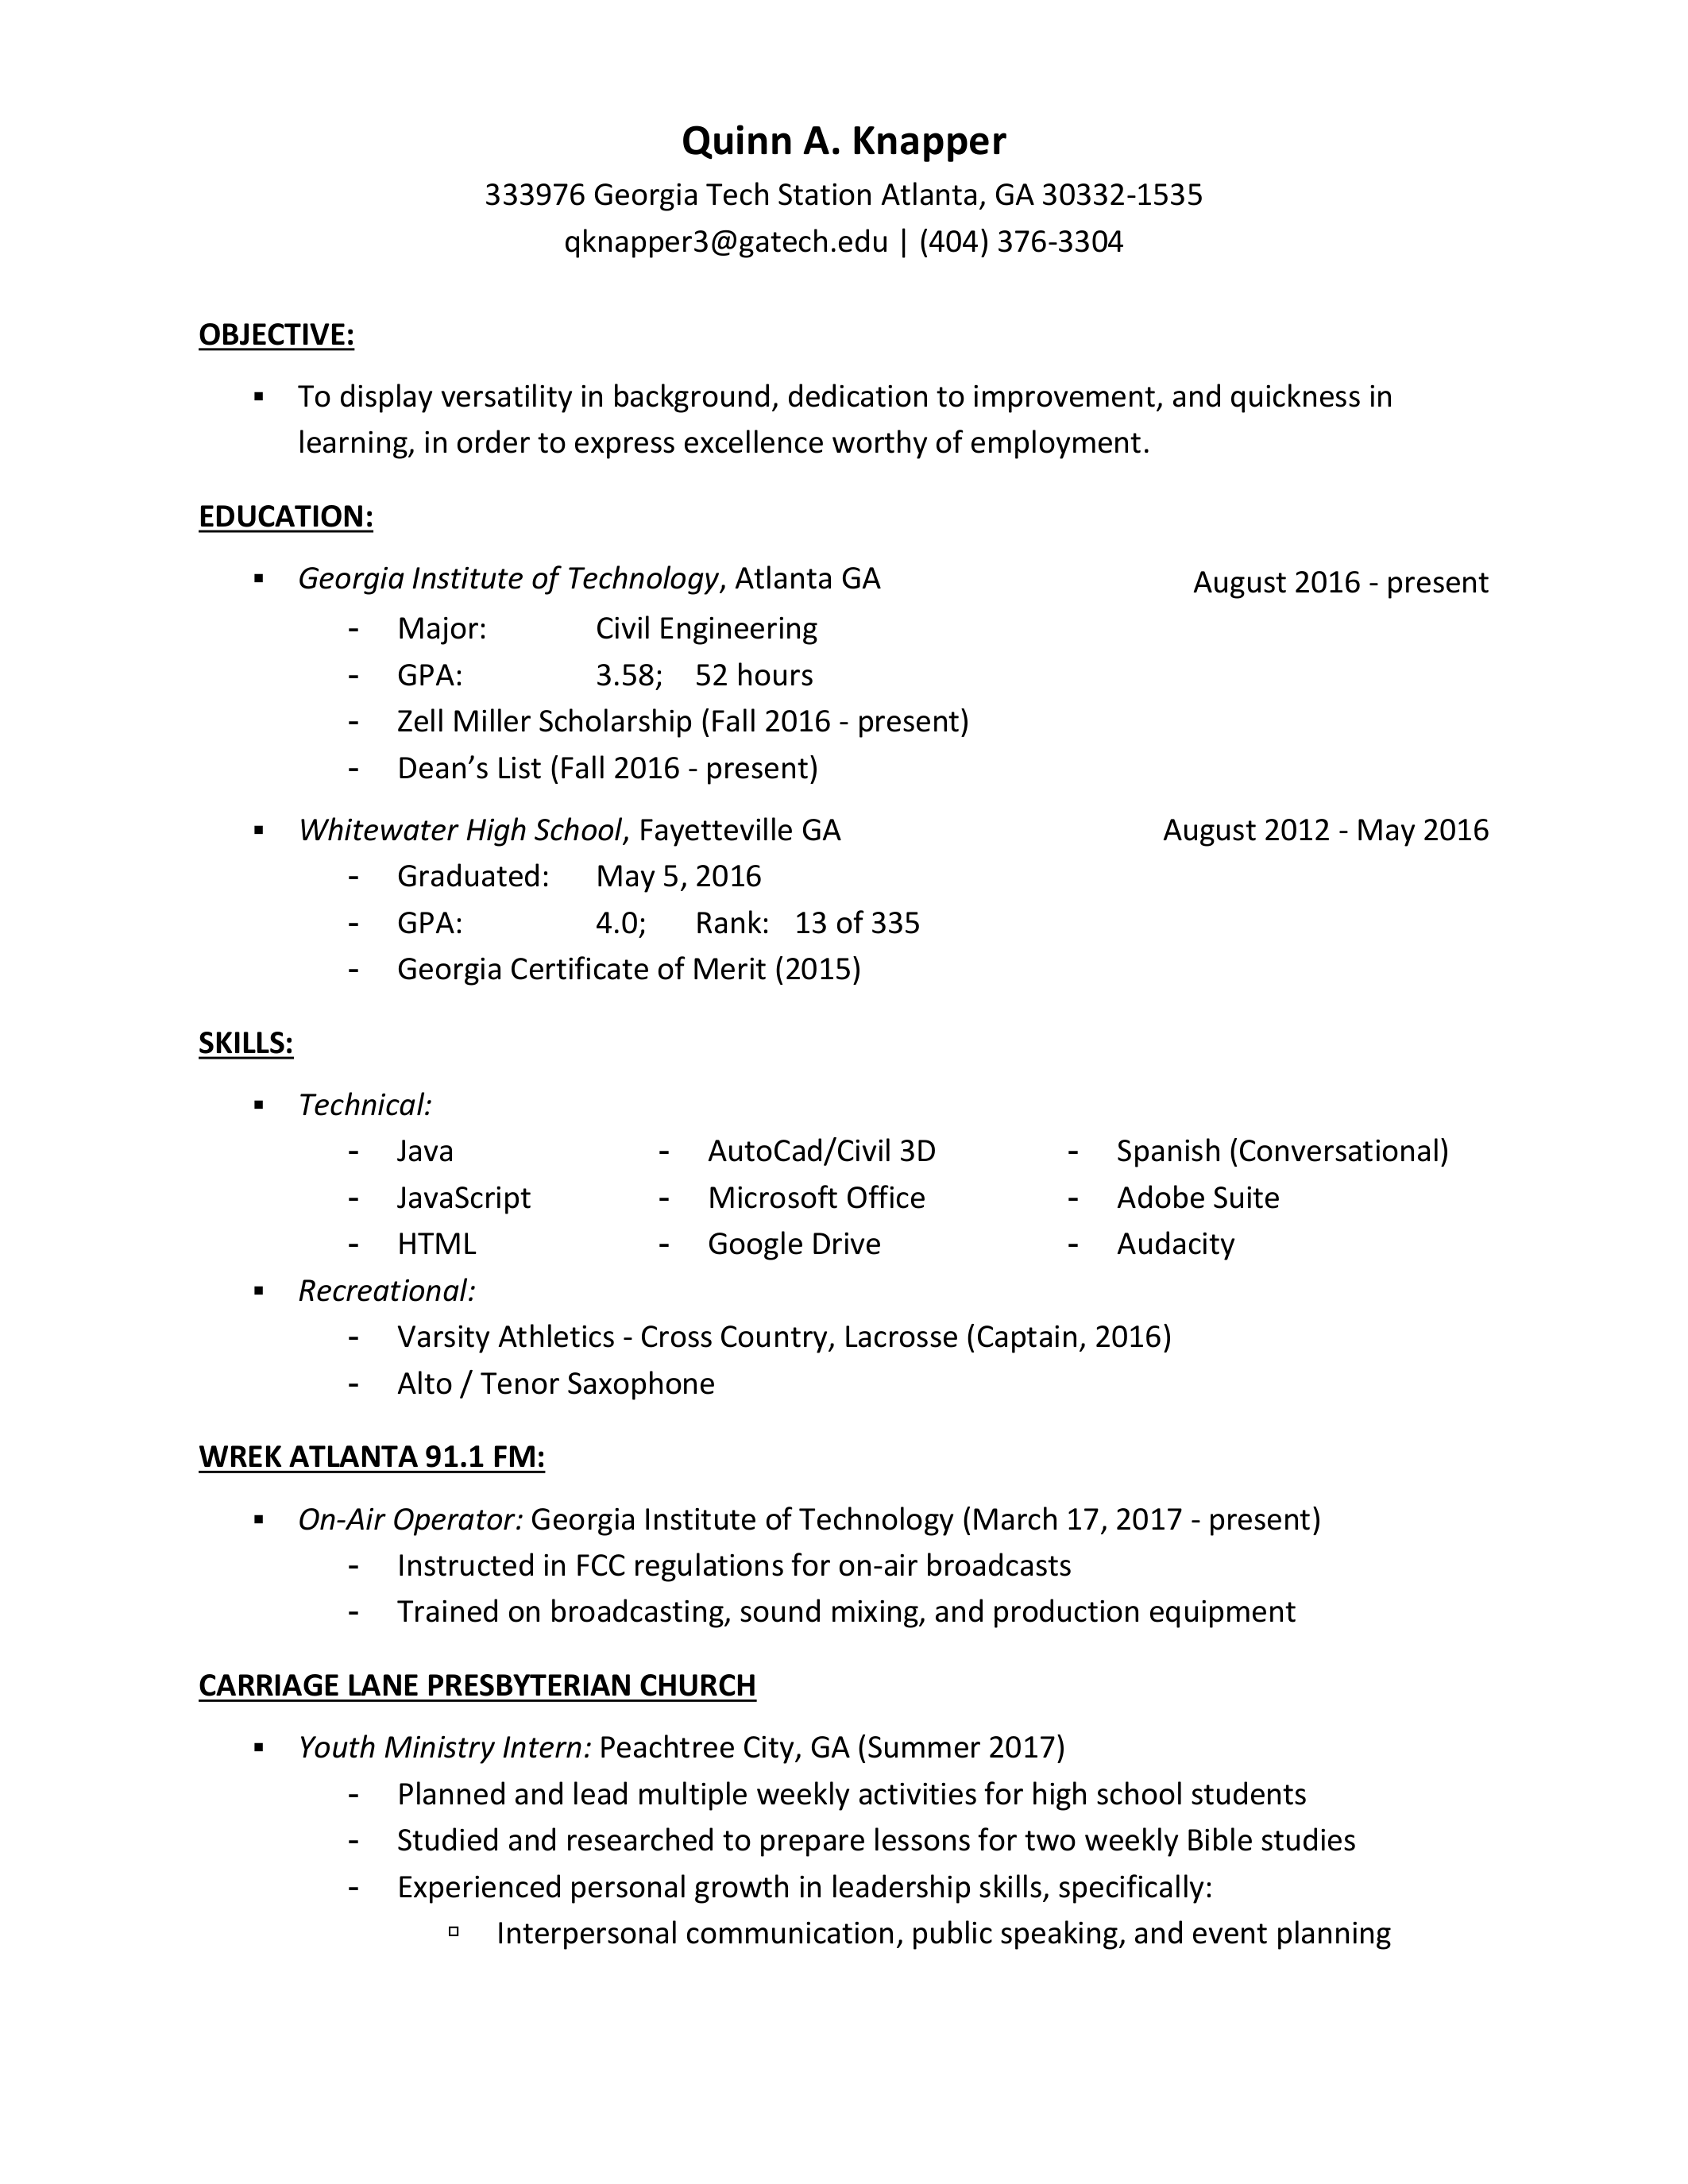 Quinn A. Knapper
333976 Georgia Tech Station Atlanta, GA 30332-1535
qknapper3@gatech.edu | (404) 376-3304
OBJECTIVE:
▪ To display versatility in background, dedication to improvement, and quickness in
learning, in order to express excellence worthy of employment.
EDUCATION:
▪ Georgia Institute of Technology, Atlanta GA August 2016 - present
- Major: Civil Engineering
- GPA: 3.58; 52 hours
- Zell Miller Scholarship (Fall 2016 - present)
- Dean’s List (Fall 2016 - present)
▪ Whitewater High School, Fayetteville GA August 2012 - May 2016
- Graduated: May 5, 2016
- GPA: 4.0; Rank: 13 of 335
- Georgia Certificate of Merit (2015)
SKILLS:
▪ Technical:
- Java - AutoCad/Civil 3D - Spanish (Conversational)
- JavaScript - Microsoft Office - Adobe Suite
- HTML - Google Drive - Audacity
▪ Recreational:
- Varsity Athletics - Cross Country, Lacrosse (Captain, 2016)
- Alto / Tenor Saxophone
WREK ATLANTA 91.1 FM:
▪ On-Air Operator: Georgia Institute of Technology (March 17, 2017 - present)
- Instructed in FCC regulations for on-air broadcasts
- Trained on broadcasting, sound mixing, and production equipment
CARRIAGE LANE PRESBYTERIAN CHURCH
▪ Youth Ministry Intern: Peachtree City, GA (Summer 2017)
- Planned and lead multiple weekly activities for high school students
- Studied and researched to prepare lessons for two weekly Bible studies
- Experienced personal growth in leadership skills, specifically:
▫ Interpersonal communication, public speaking, and event planning